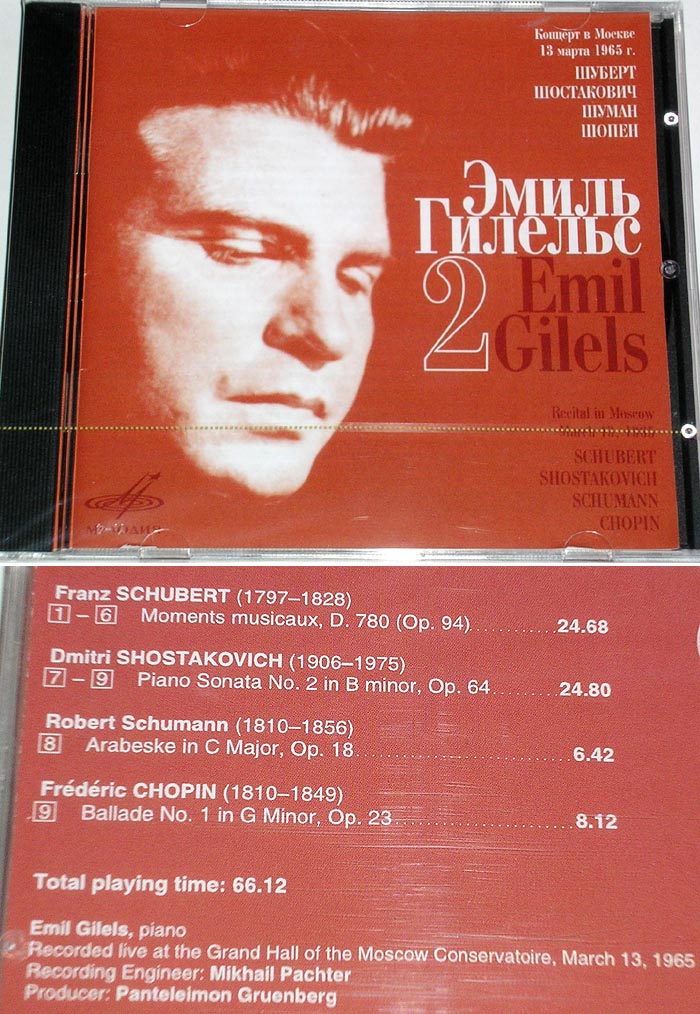 Концерт в Москве
13 марта 1965 г.
ШУБЕРТ
ШОСТАКОВИЧ
ШУМАН
ШОПЕН
Эмиль
Гилельс
2
Emil
Gilels
Recital in Moscow
March 13, 1965
SCHUBERT
SHOSTAKOVICH
SCHUMANN
CHOPIN
МЕЛОДИЯ
Franz SCHUBERT (1797–1828)
1 – 6 Moments musicaux, D. 780 (Op. 94) 24.68
Dmitri SHOSTAKOVICH (1906–1975)
7 – 9 Piano Sonata No. 2 in B minor, Op. 64 24.80
Robert Schumann (1810–1856)
8 Arabeske in C Major, Op. 18 6.42
Frédéric CHOPIN (1810–1849)
9 Ballade No. 1 in G Minor, Op. 23 8.12
Total playing time: 66.12
Emil Gilels, piano
Recorded live at the Grand Hall of the Moscow Conservatoire, March 13, 1965
Recording Engineer: Mikhail Pachter
Producer: Panteleimon Gruenberg